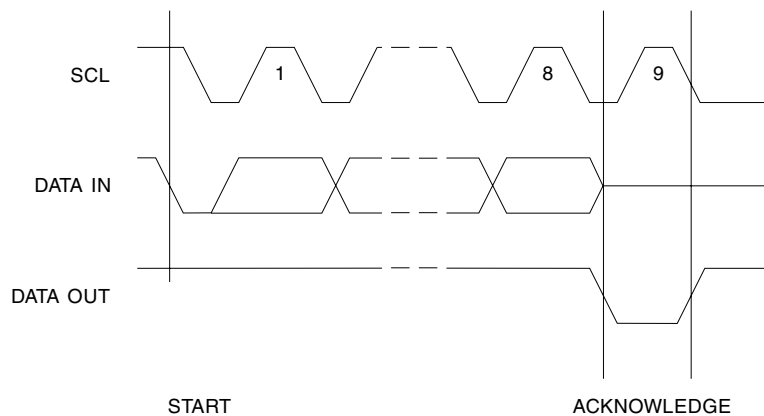 SCL
1
8
9
DATA IN
DATA OUT
START
ACKNOWLEDGE